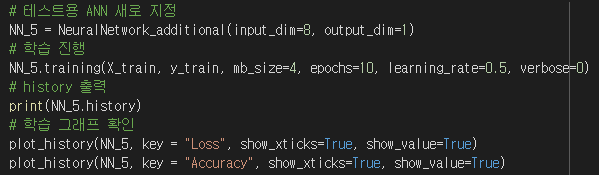 # 테스트용 ANN 새로 지정
NN_5 = NeuralNetwork_additional(input_dim=8, output_dim=1)
# 학습 진행
NN_5.training(X_train, y_train, mb_size=4, epochs=10, learning_rate=0.5, verbose=0)
# history 출력
print(NN_5.history)
# 학습 그래프 확인
plot_history(NN_5, key = "Loss", show_xticks=True, show_value=True)
plot_history(NN_5, key = "Accuracy", show_xticks=True, show_value=True)